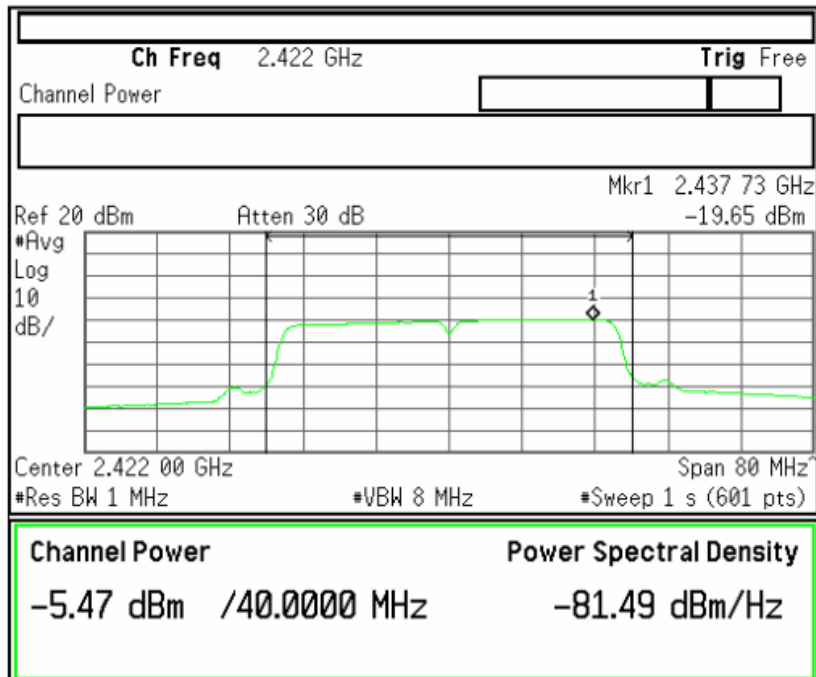 Ch Freq 2.422 GHz Trig Free
Channel Power
Mkr1 2.437 73 GHz
Ref 20 dBm Atten 30 dB -19.65 dBm
#Avg
Log
10
dB/
1
Center 2.422 00 GHz Span 80 MHz^
#Res BW 1 MHz #VBW 8 MHz #Sweep 1 s (601 pts)
Channel Power Power Spectral Density
-5.47 dBm /40.0000 MHz -81.49 dBm/Hz